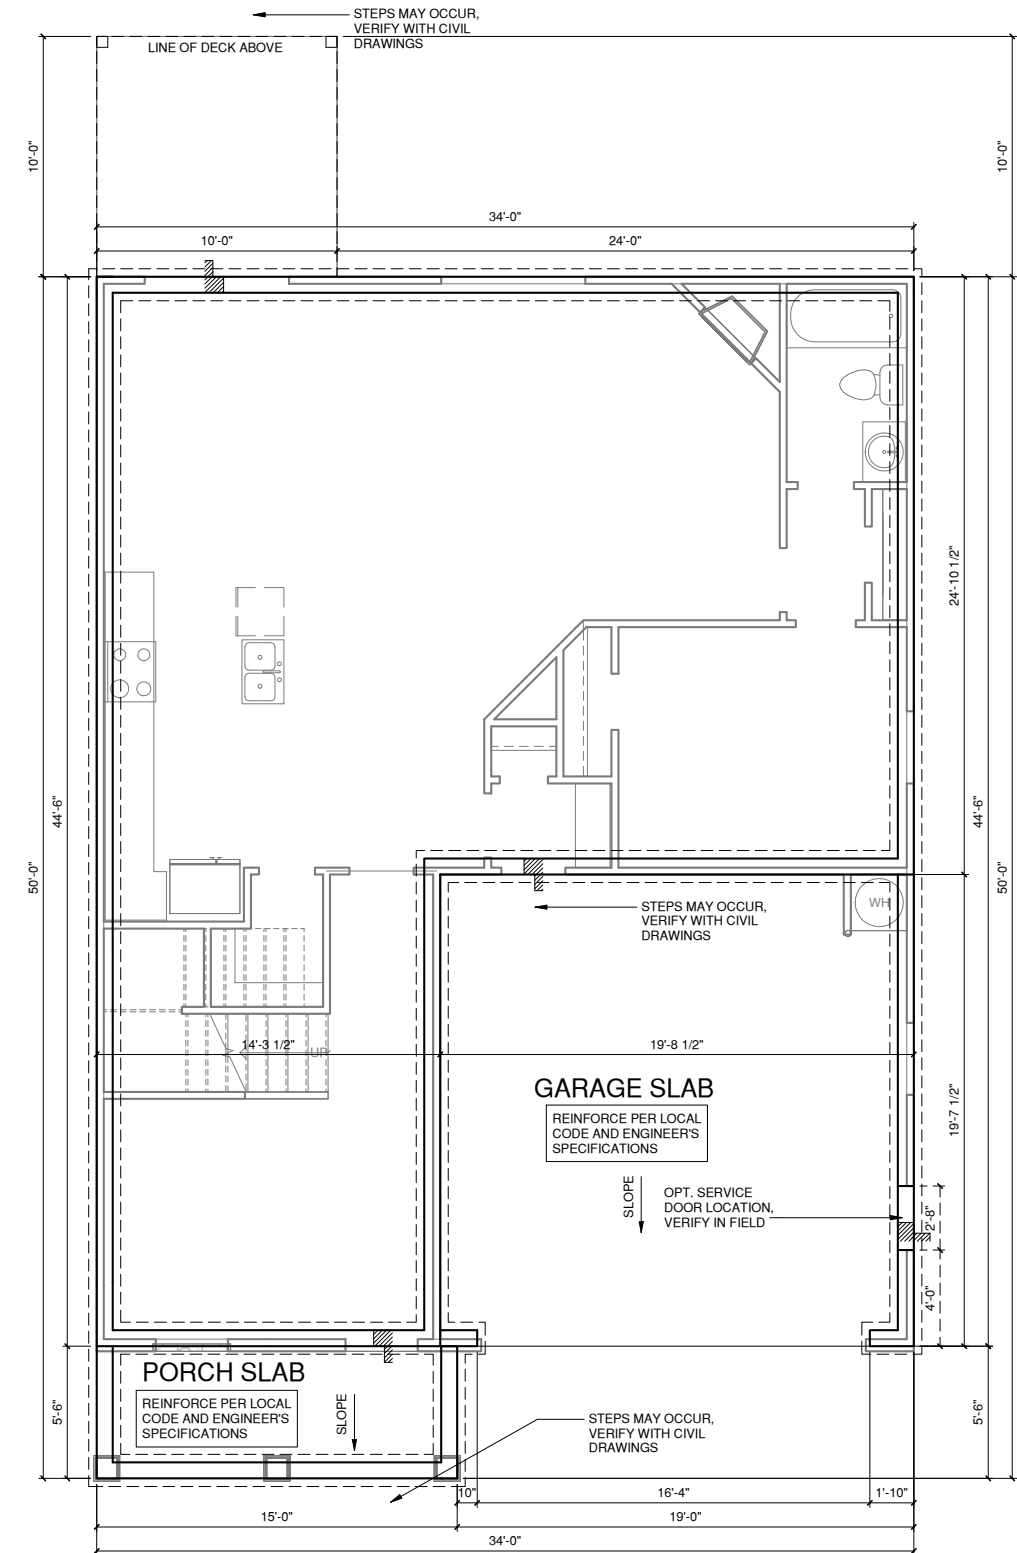 STEPS MAY OCCUR,
VERIFY WITH CIVIL
DRAWINGS
LINE OF DECK ABOVE
10'-0"
10'-0"
34'-0"
10'-0"
24'-0"
24'-10 1/2"
44'-6"
50'-0"
44'-6"
50'-0"
WH
STEPS MAY OCCUR,
VERIFY WITH CIVIL
DRAWINGS
14'-3 1/2"
UP
19'-8 1/2"
GARAGE SLAB
REINFORCE PER LOCAL
CODE AND ENGINEER'S
SPECIFICATIONS
19'-7 1/2"
SLOPE
OPT. SERVICE
DOOR LOCATION,
VERIFY IN FIELD
2'-8"
4'-0"
PORCH SLAB
REINFORCE PER LOCAL
CODE AND ENGINEER'S
SPECIFICATIONS
SLOPE
5'-6"
5'-6"
STEPS MAY OCCUR,
VERIFY WITH CIVIL
DRAWINGS
10"
16'-4"
1'-10"
15'-0"
19'-0"
34'-0"